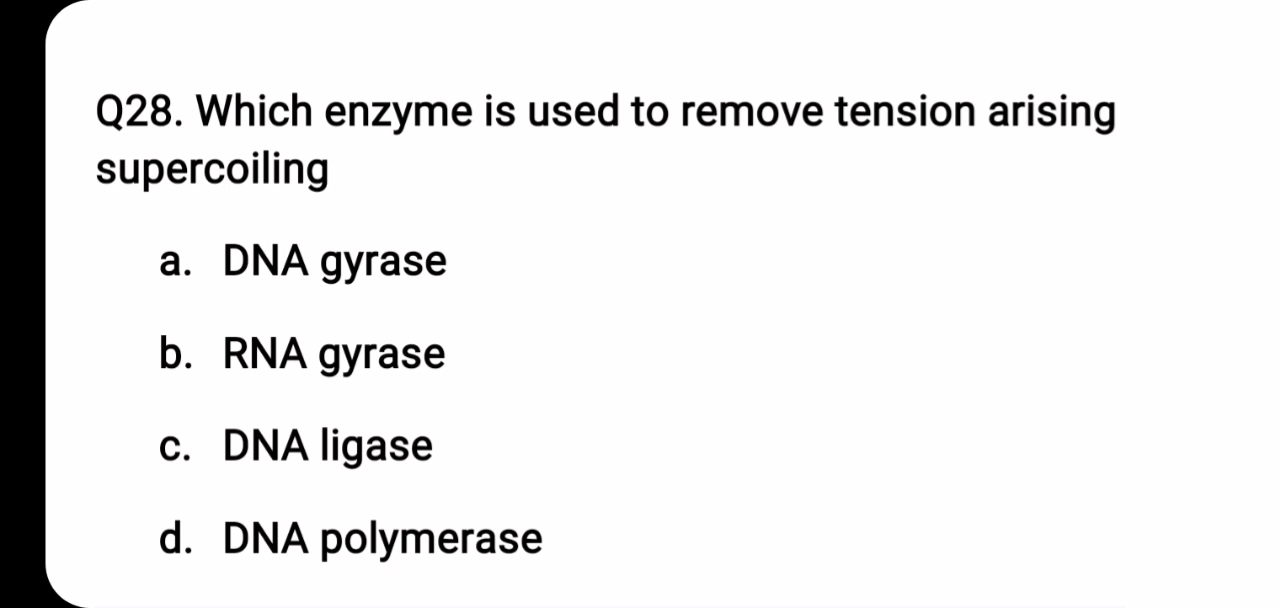 Q28. Which enzyme is used to remove tension arising
supercoiling
a. DNA gyrase
b. RNA gyrase
c. DNA ligase
d. DNA polymerase